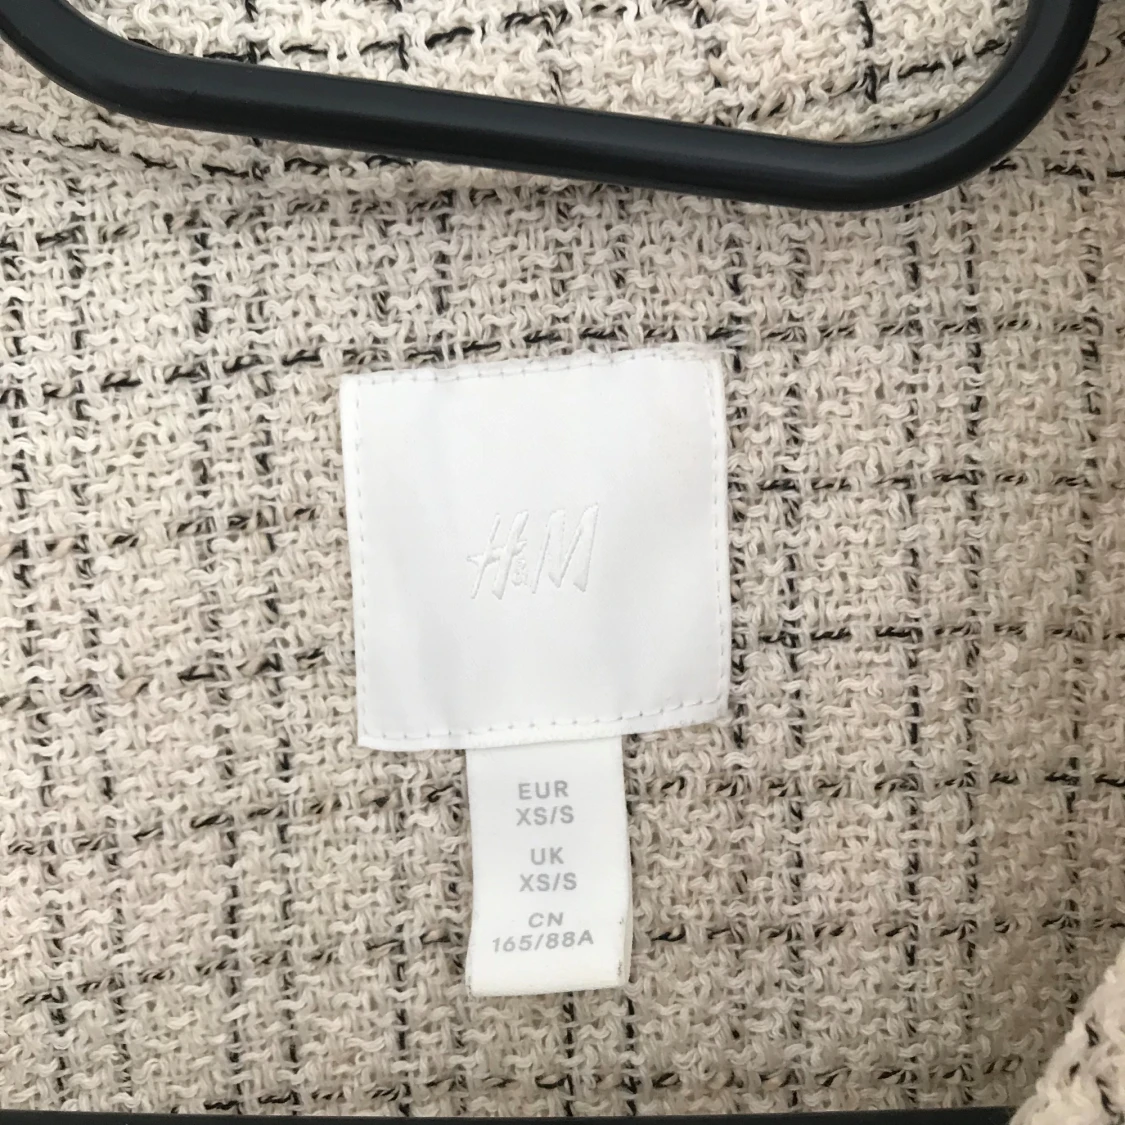 H&M
EUR
XS/S
UK
XS/S
CN
165/88A